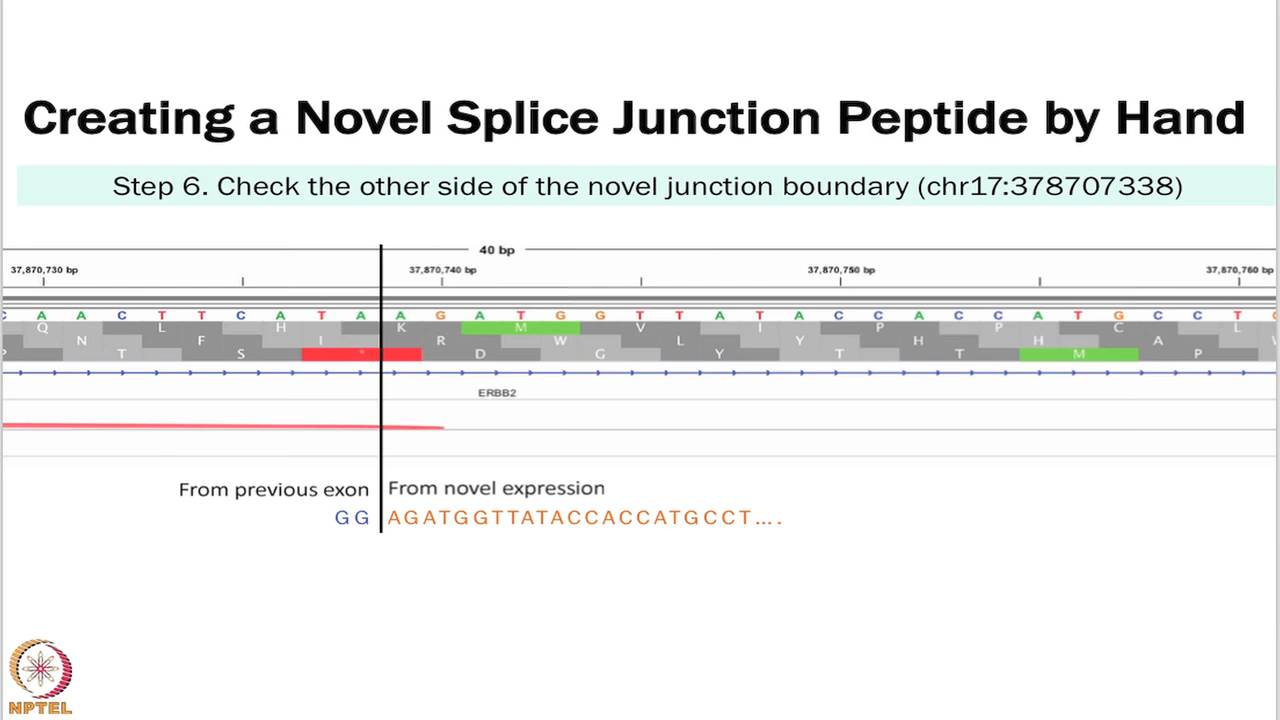 Creating a Novel Splice Junction Peptide by Hand
Step 6. Check the other side of the novel junction boundary (chr17:378707338)
40 bp
37,870,730 bp 37,870,740 bp 37,870,750 bp 37,870,760 bp
C A A C T T C A T A A G A T G G T T A T A C C A C C A T G C C T G
Q L H K M V I P P C L
N F I R W L Y H H A W
P T S * D G Y T T M P
ERBB2
From previous exon From novel expression
GG AGATGGTTATACCACCATGCCT....
NPTEL